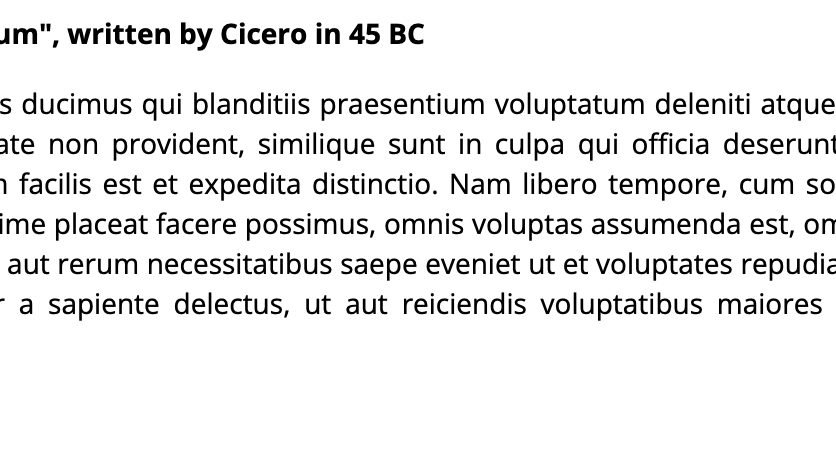 um", written by Cicero in 45 BC
s ducimus qui blanditiis praesentium voluptatum deleniti atque
ate non provident, similique sunt in culpa qui officia deserunt
facilis est et expedita distinctio. Nam libero tempore, cum so
ime placeat facere possimus, omnis voluptas assumenda est, om
aut rerum necessitatibus saepe eveniet ut et voluptates repudia
r a sapiente delectus, ut aut reiciendis voluptatibus maiores